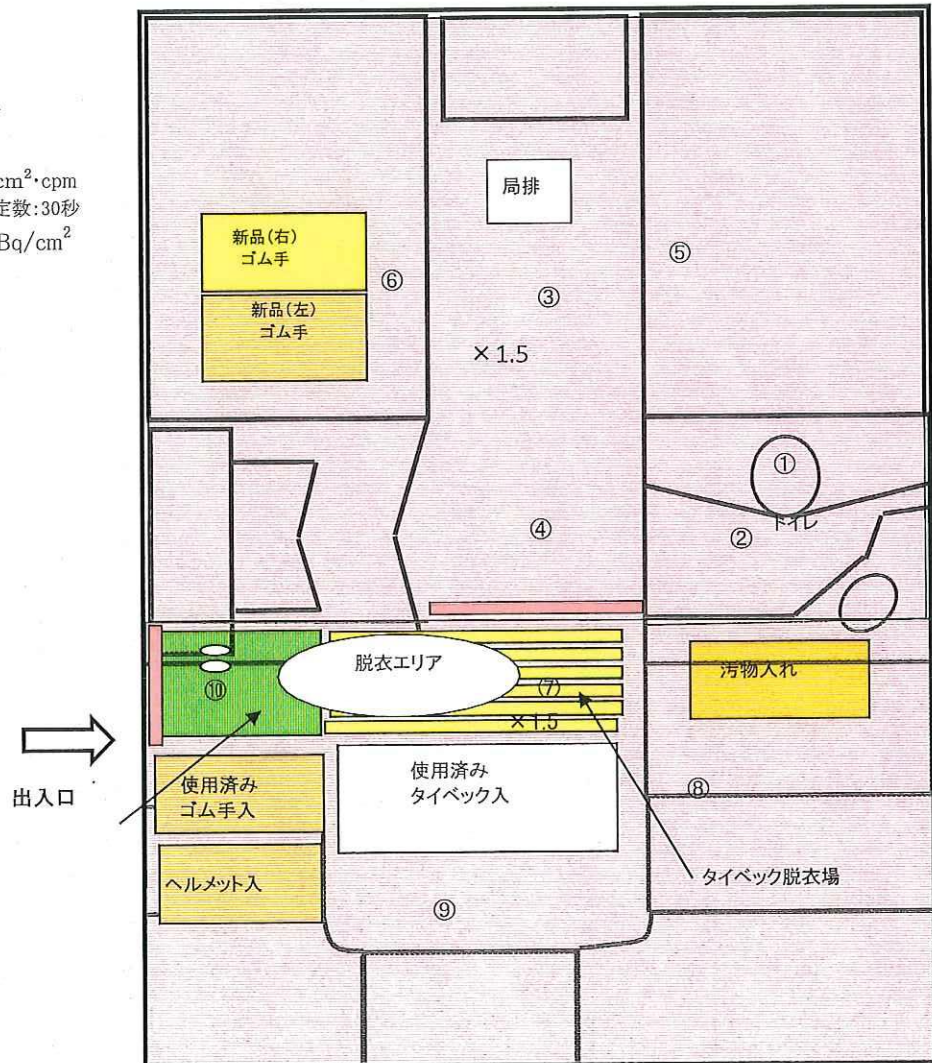 cm²・cpm
定数:30秒
Bq/cm²
局排
新品(右)
ゴム手
新品(左)
ゴム手
⑥
③
⑤
×1.5
①
トイレ
④
②
脱衣エリア
⑩
(7)
×1.5
汚物入れ
出入口
使用済み
ゴム手入
使用済み
タイベック入
⑧
ヘルメット入
タイベック脱衣場
⑨